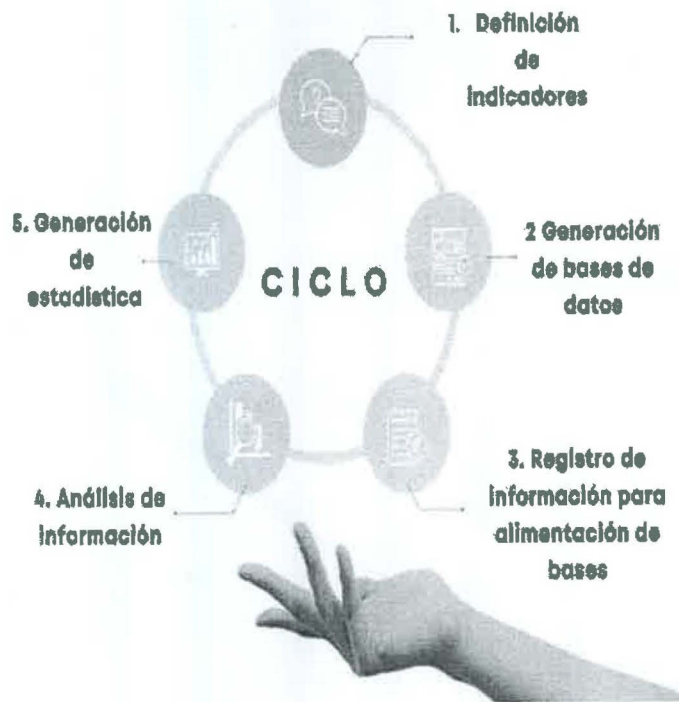 1. Definición
de
indicadores
2 Generación
de bases de
datos
3. Registro de
información para
alimentación de
bases
4. Análisis de
información
5. Generación
de
estadística
CICLO